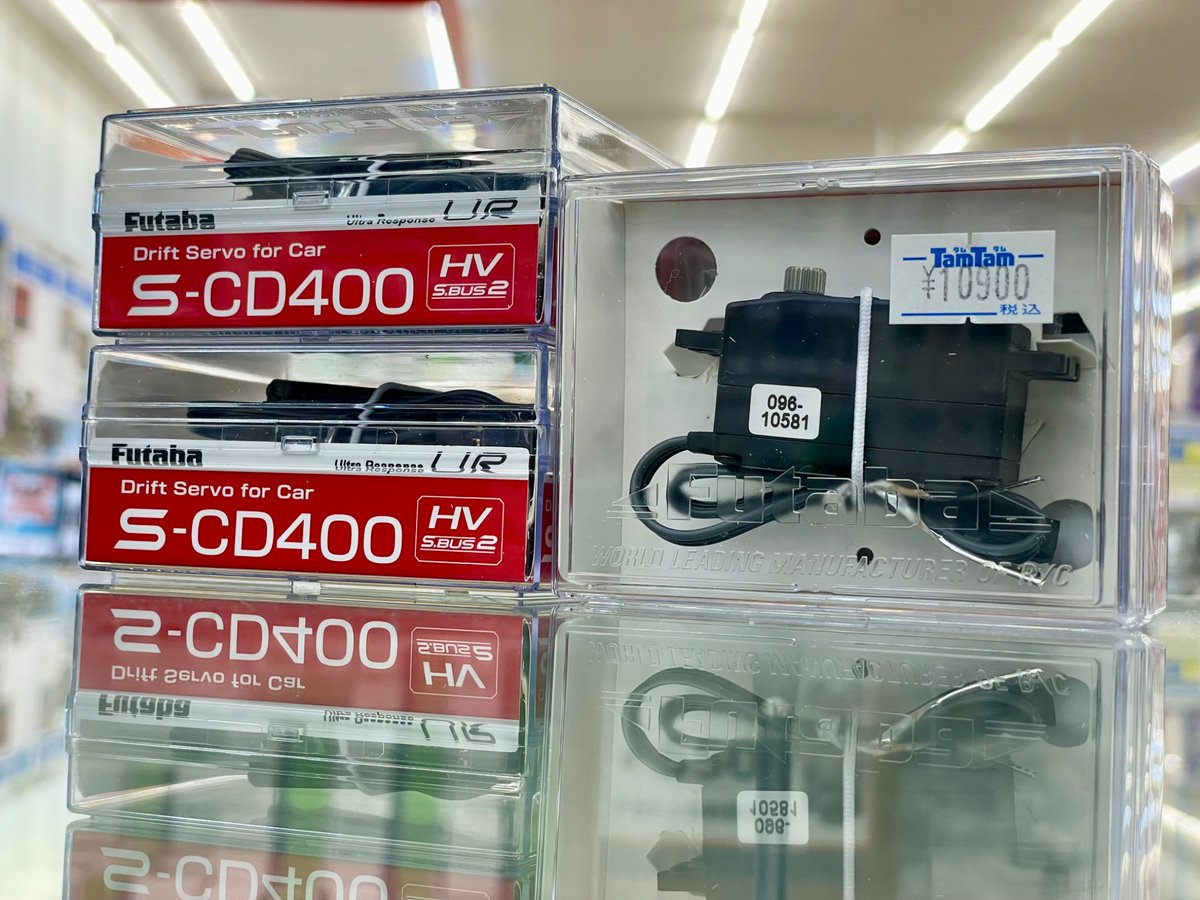 Futaba
Ultra Response UR
Drift Servo for Car
S-CD400
HV
S.BUS2
Futaba
Ultra Response UR
Drift Servo for Car
S-CD400
HV
S.BUS2
タム タム
TamTam
¥10900
税込
096-
10581
Futaba
WORLD LEADING MANUFACTURER OF R/C